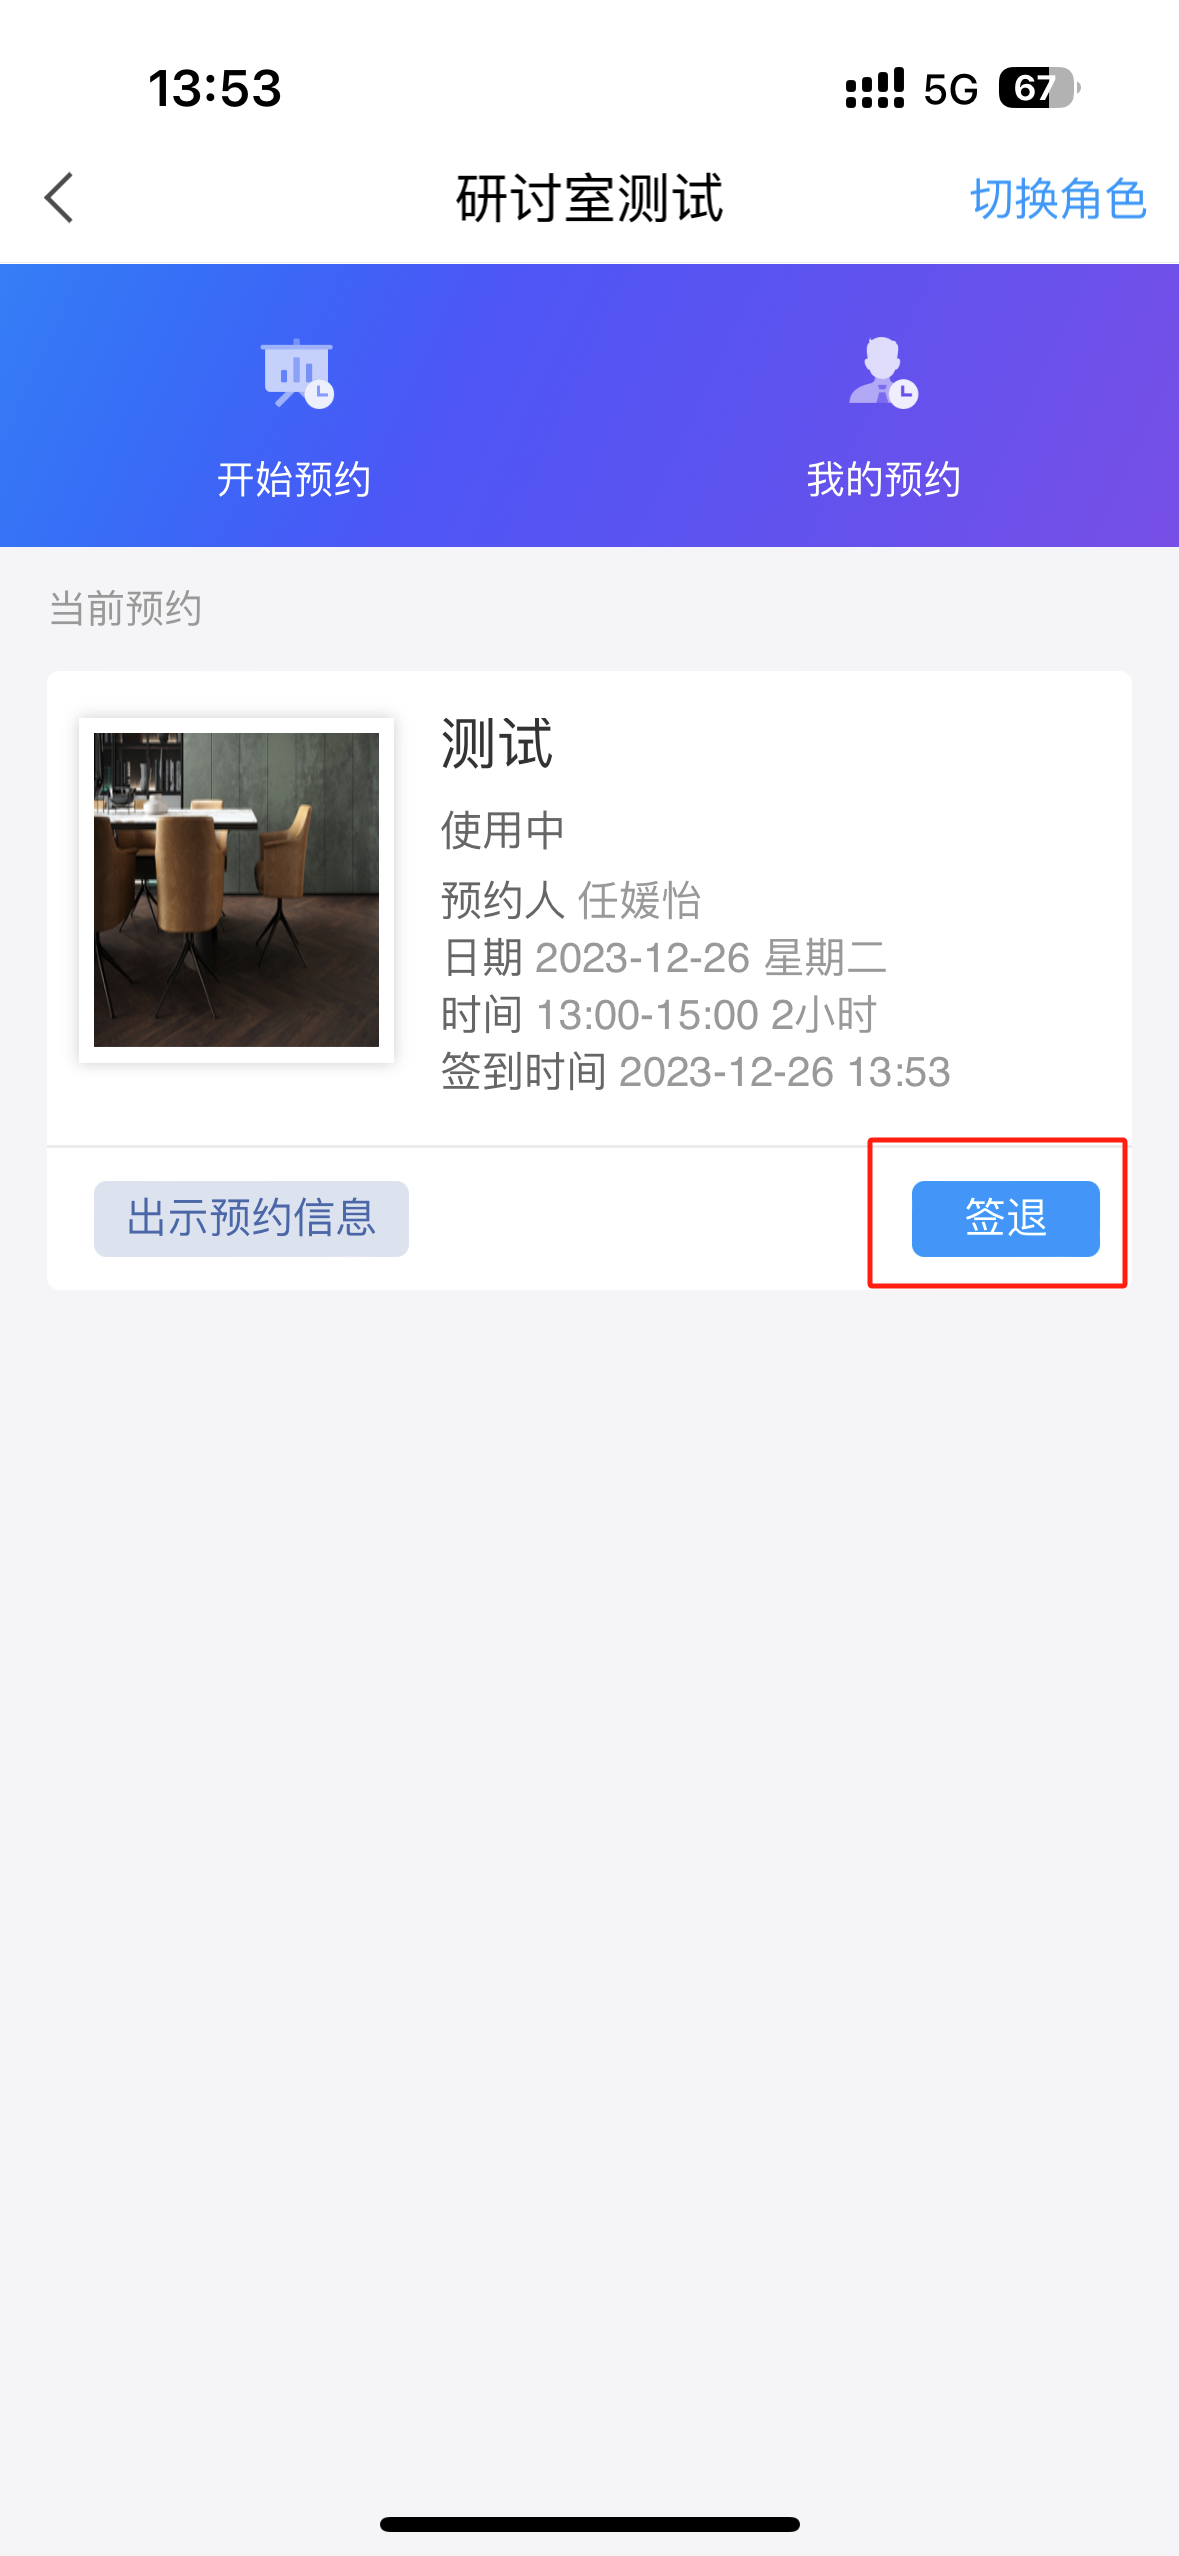 13:53 5G 67
研讨室测试 切换角色
开始预约 我的预约
当前预约
测试
使用中
预约人 任媛怡
日期 2023-12-26 星期二
时间 13:00-15:00 2小时
签到时间 2023-12-26 13:53
出示预约信息 签退